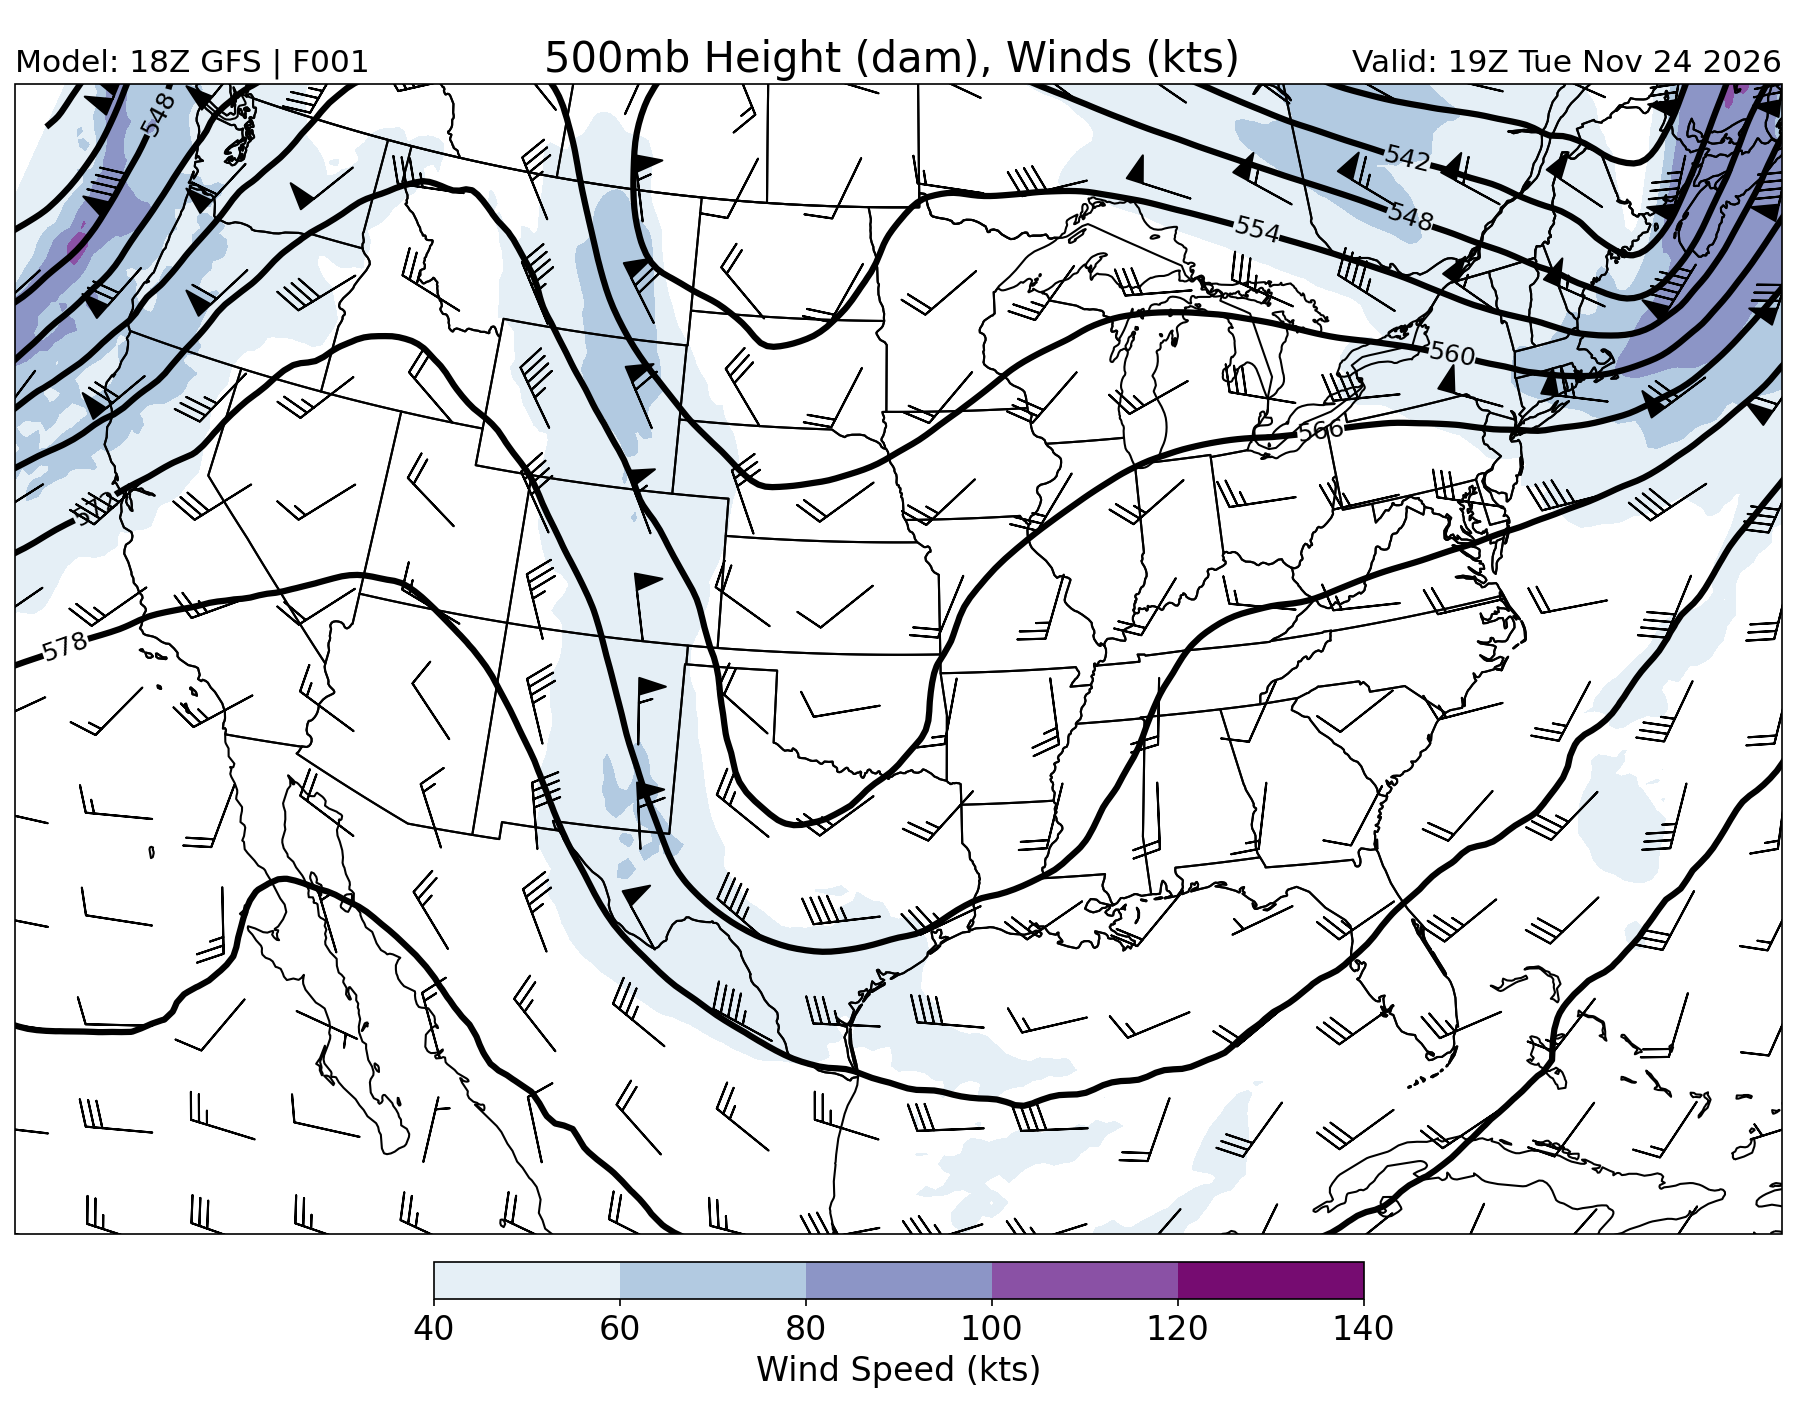 Model: 18Z GFS | F001
500mb Height (dam), Winds (kts)
Valid: 19Z Tue Nov 24 2026
548
542
548
554
560
566
572
578
40 60 80 100 120 140
Wind Speed (kts)